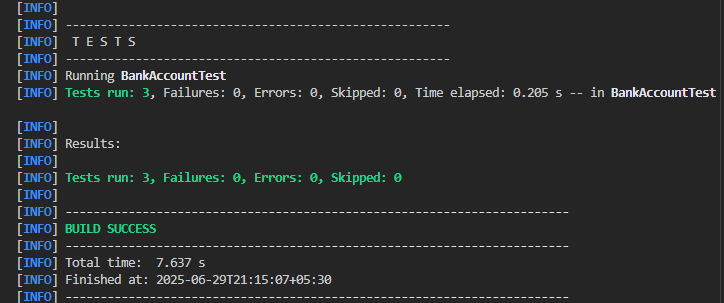 [INFO]
[INFO] -------------------------------------------------------
[INFO]  T E S T S
[INFO] -------------------------------------------------------
[INFO] Running BankAccountTest
[INFO] Tests run: 3, Failures: 0, Errors: 0, Skipped: 0, Time elapsed: 0.205 s -- in BankAccountTest
[INFO]
[INFO] Results:
[INFO]
[INFO] Tests run: 3, Failures: 0, Errors: 0, Skipped: 0
[INFO]
[INFO] ------------------------------------------------------------------------
[INFO] BUILD SUCCESS
[INFO] ------------------------------------------------------------------------
[INFO] Total time:  7.637 s
[INFO] Finished at: 2025-06-29T21:15:07+05:30
[INFO] ------------------------------------------------------------------------